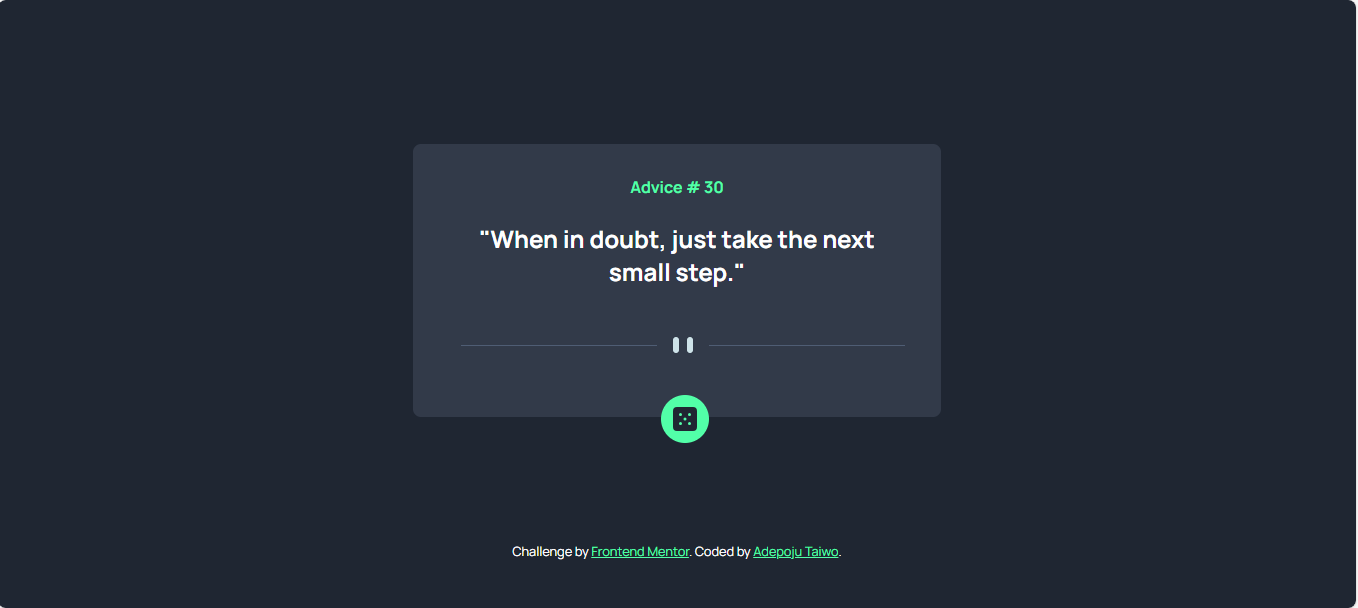 Advice # 30
"When in doubt, just take the next
small step."
Challenge by Frontend Mentor. Coded by Adepoju Taiwo.